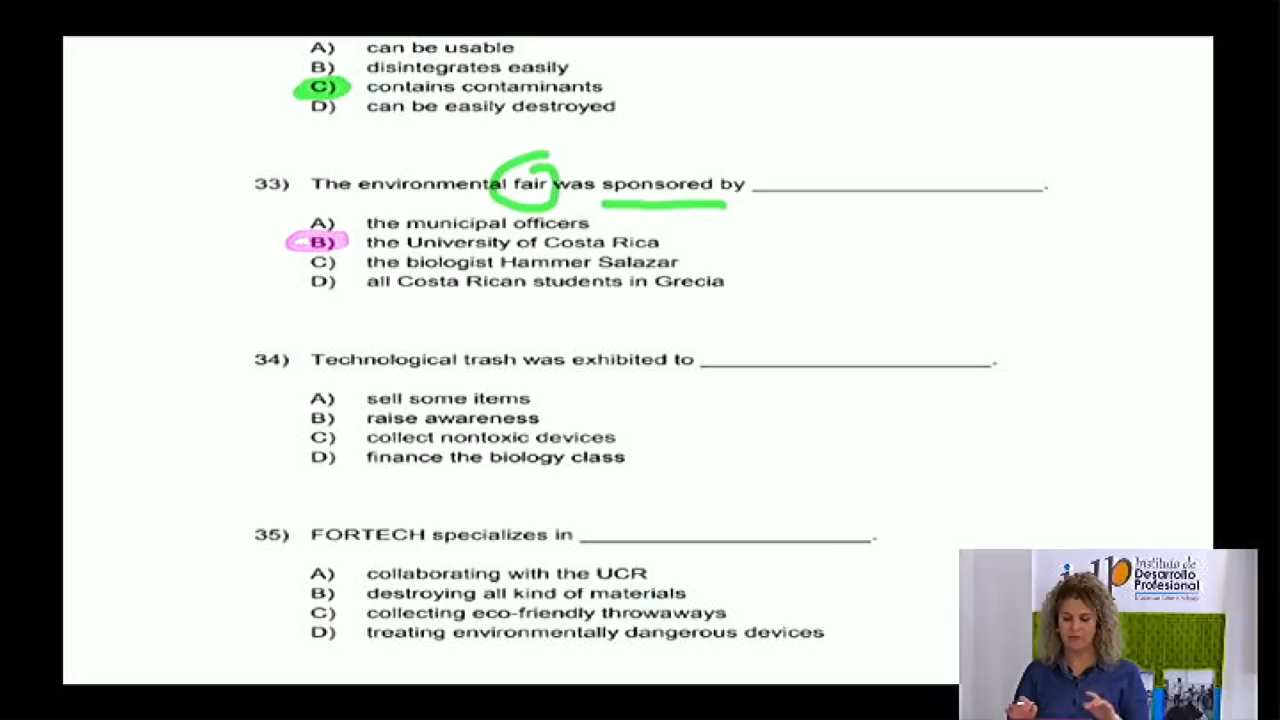 A) can be usable
B) disintegrates easily
C) contains contaminants
D) can be easily destroyed
33) The environmental fair was sponsored by ______________________________.
A) the municipal officers
B) the University of Costa Rica
C) the biologist Hammer Salazar
D) all Costa Rican students in Grecia
34) Technological trash was exhibited to ______________________________.
A) sell some items
B) raise awareness
C) collect nontoxic devices
D) finance the biology class
35) FORTECH specializes in ______________________________.
A) collaborating with the UCR
B) destroying all kind of materials
C) collecting eco-friendly throwaways
D) treating environmentally dangerous devices
Instituto de
Desarrollo
Profesional